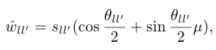 ŵ_{ll'} = s_{ll'}(cos θ_{ll'}/2 + sin θ_{ll'}/2 μ),